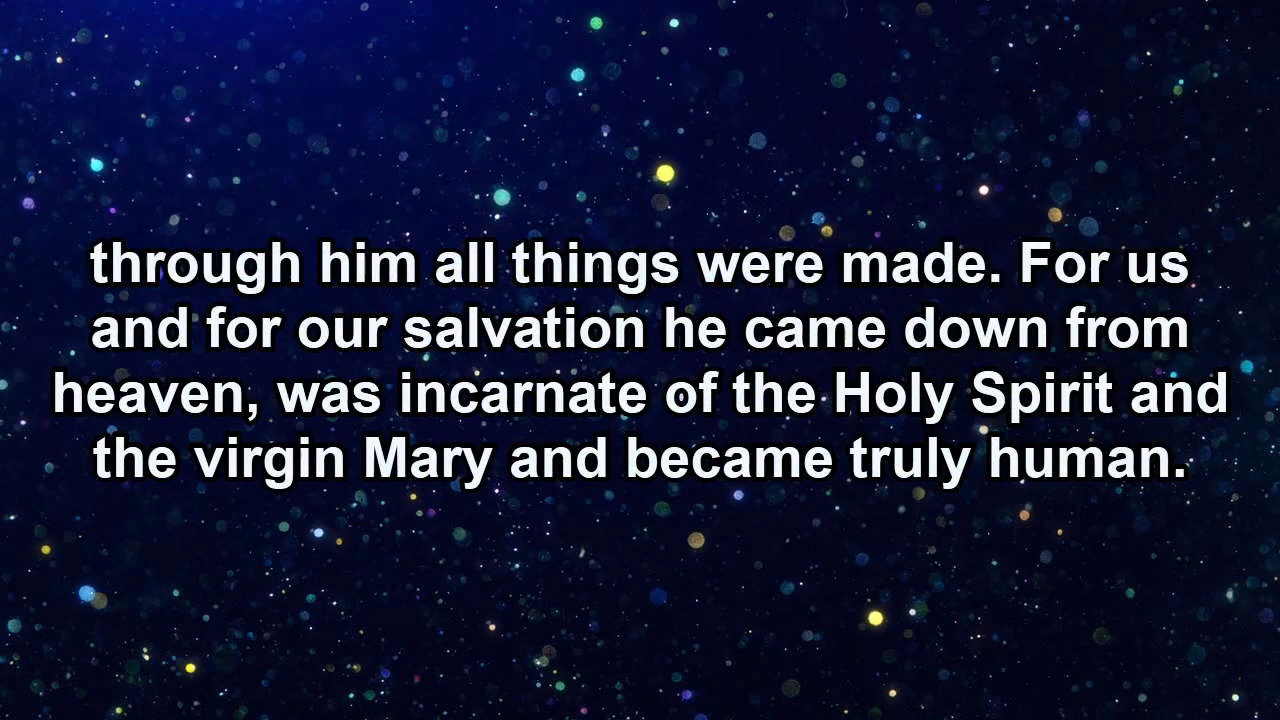 through him all things were made. For us
and for our salvation he came down from
heaven, was incarnate of the Holy Spirit and
the virgin Mary and became truly human.